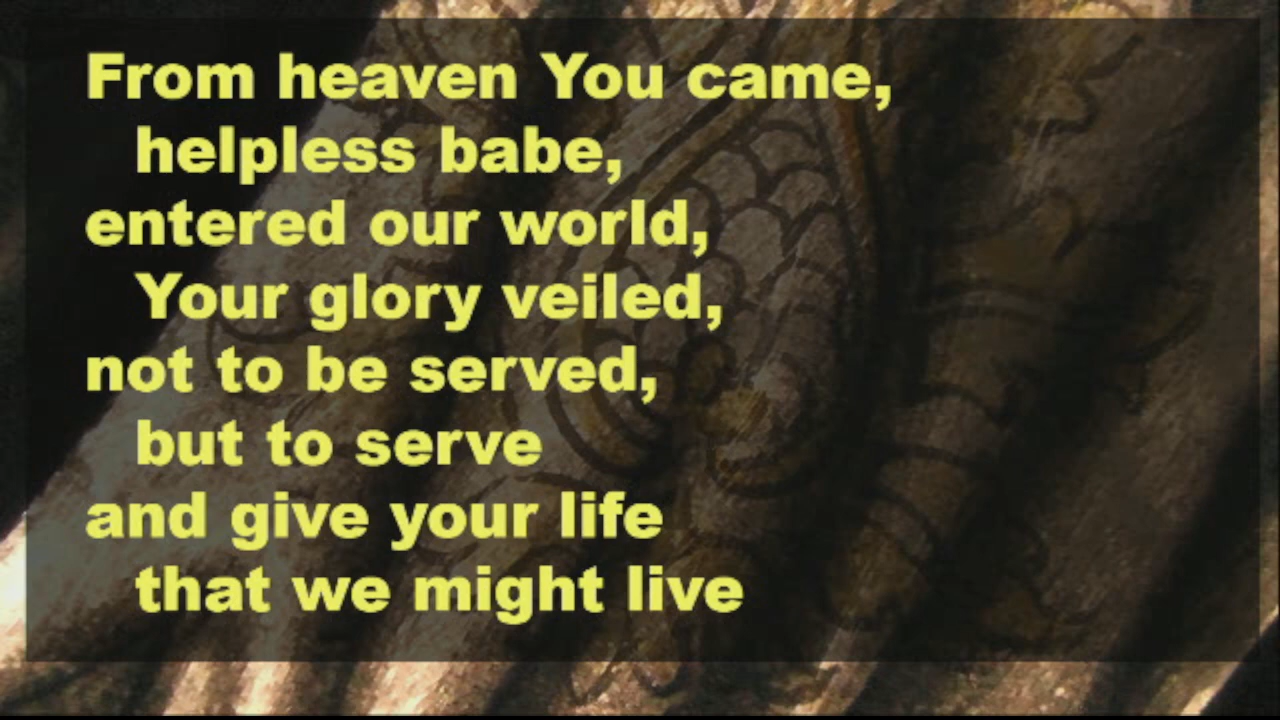 From heaven You came,
helpless babe,
entered our world,
Your glory veiled,
not to be served,
but to serve
and give your life
that we might live